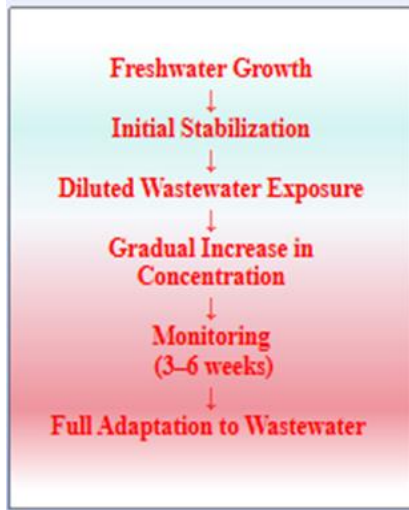 Freshwater Growth
↓
Initial Stabilization
↓
Diluted Wastewater Exposure
↓
Gradual Increase in
Concentration
↓
Monitoring
(3–6 weeks)
↓
Full Adaptation to Wastewater